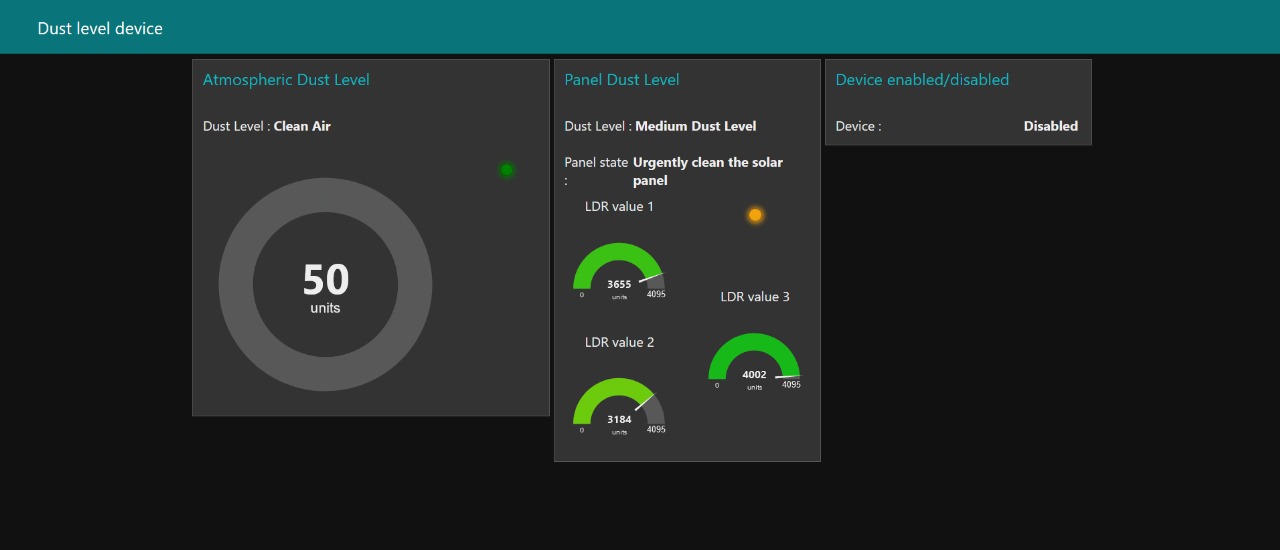 Dust level device
Atmospheric Dust Level
Dust Level : Clean Air
50
units
Panel Dust Level
Dust Level : Medium Dust Level
Panel state : Urgently clean the solar
panel
LDR value 1
3655
units
0
4095
LDR value 2
3184
units
0
4095
LDR value 3
4002
units
0
4095
Device enabled/disabled
Device : Disabled